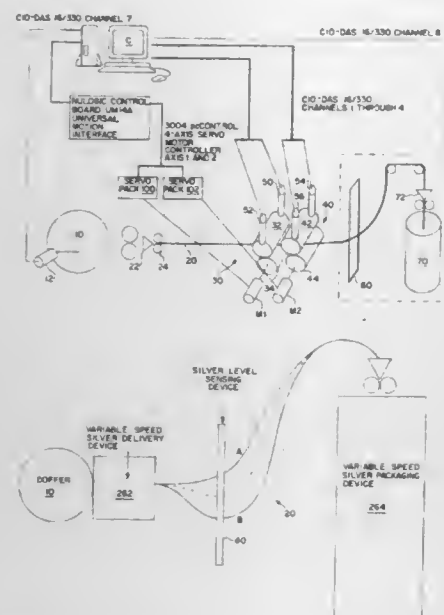 CIO-DAS 16/330 CHANNEL 7
CIO-DAS 16/330 CHANNEL 8
C
CIO-DAS 16/330
CHANNELS 1 THROUGH 4
CONTROL
BOARD UMI4A
UNIVERSAL
MOTION
INTERFACE
3004 pcCONTROL
4-AXIS SERVO
MOTOR
CONTROLLER
AXIS 1 AND 2
SERVO
PACK 100
SERVO
PACK 102
50
54
56
52
32
42
40
72
10
20
22
24
12
30
34
44
60
70
M1
M2
SILVER LEVEL
SENSING
DEVICE
VARIABLE SPEED
SILVER DELIVERY
DEVICE
A
DOFFER
10
262
B
20
VARIABLE SPEED
SILVER PACKAGING
DEVICE
264
60